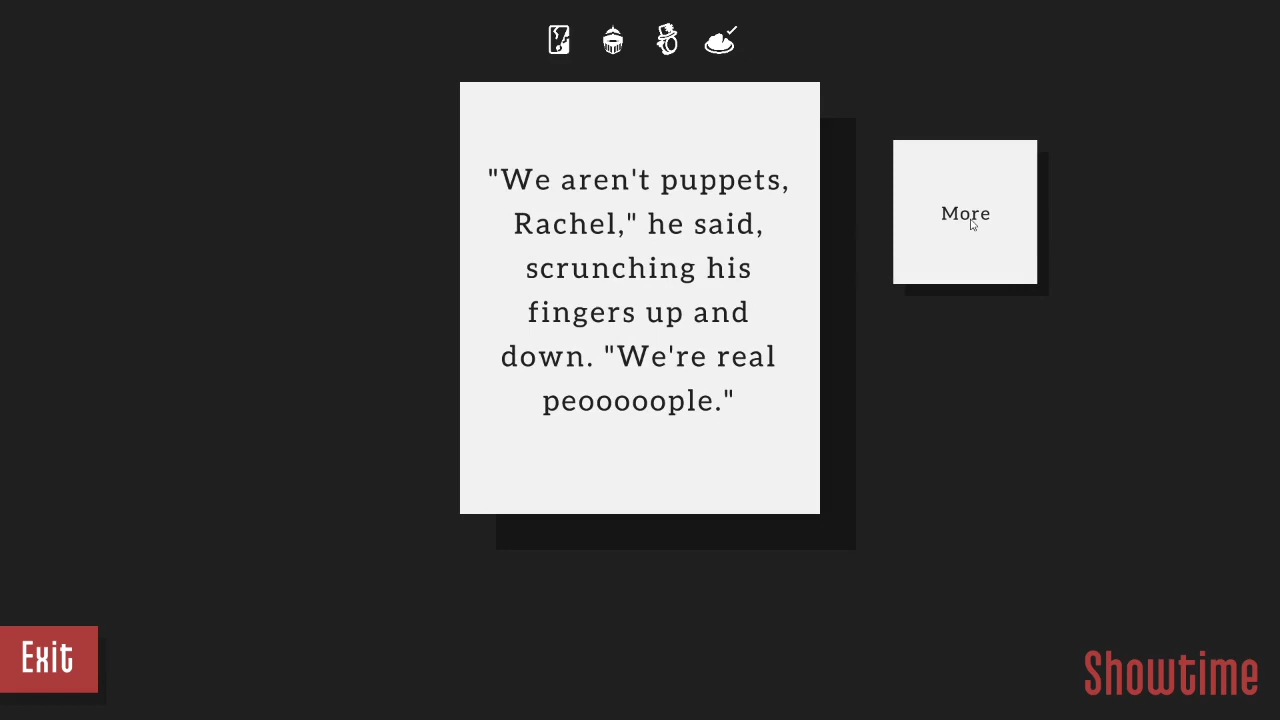 "We aren't puppets,
Rachel," he said,
scrunching his
fingers up and
down. "We're real
peooooople."
More
Exit
Showtime